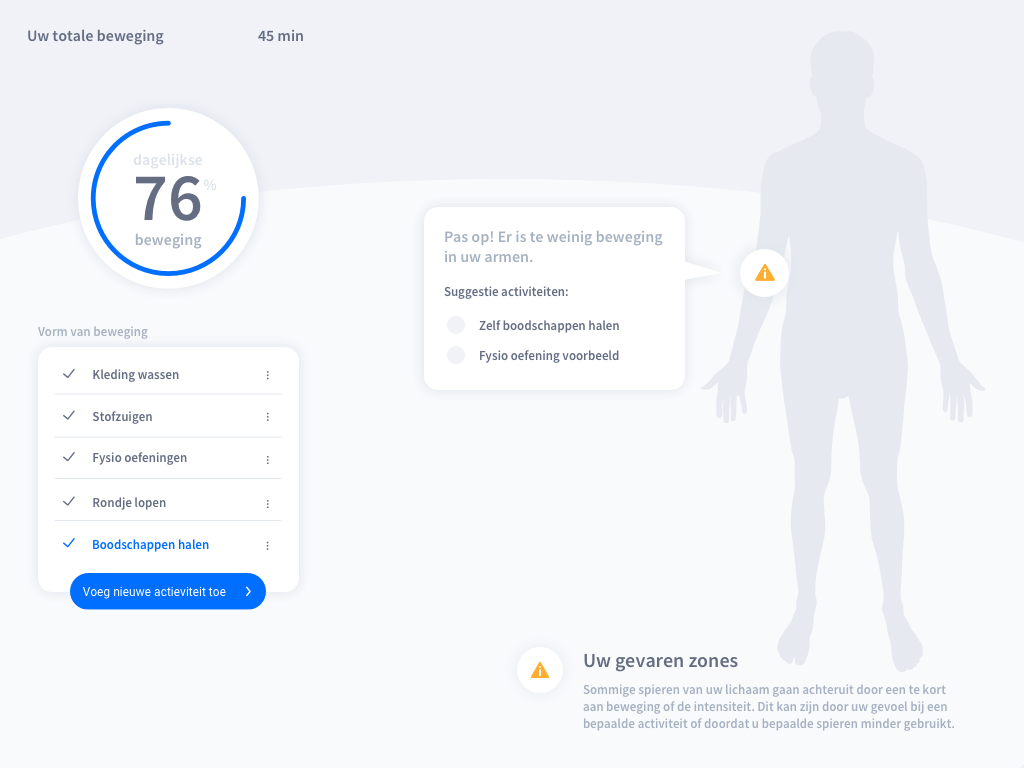 Uw totale beweging 45 min
dagelijkse
76%
beweging
Vorm van beweging
Kleding wassen
Stofzuigen
Fysio oefeningen
Rondje lopen
Boodschappen halen
Voeg nieuwe actieviteit toe
Pas op! Er is te weinig beweging
in uw armen.
Suggestie activiteiten:
Zelf boodschappen halen
Fysio oefening voorbeeld
Uw gevaren zones
Sommige spieren van uw lichaam gaan achteruit door een te kort
aan beweging of de intensiteit. Dit kan zijn door uw gevoel bij een
bepaalde activiteit of doordat u bepaalde spieren minder gebruikt.